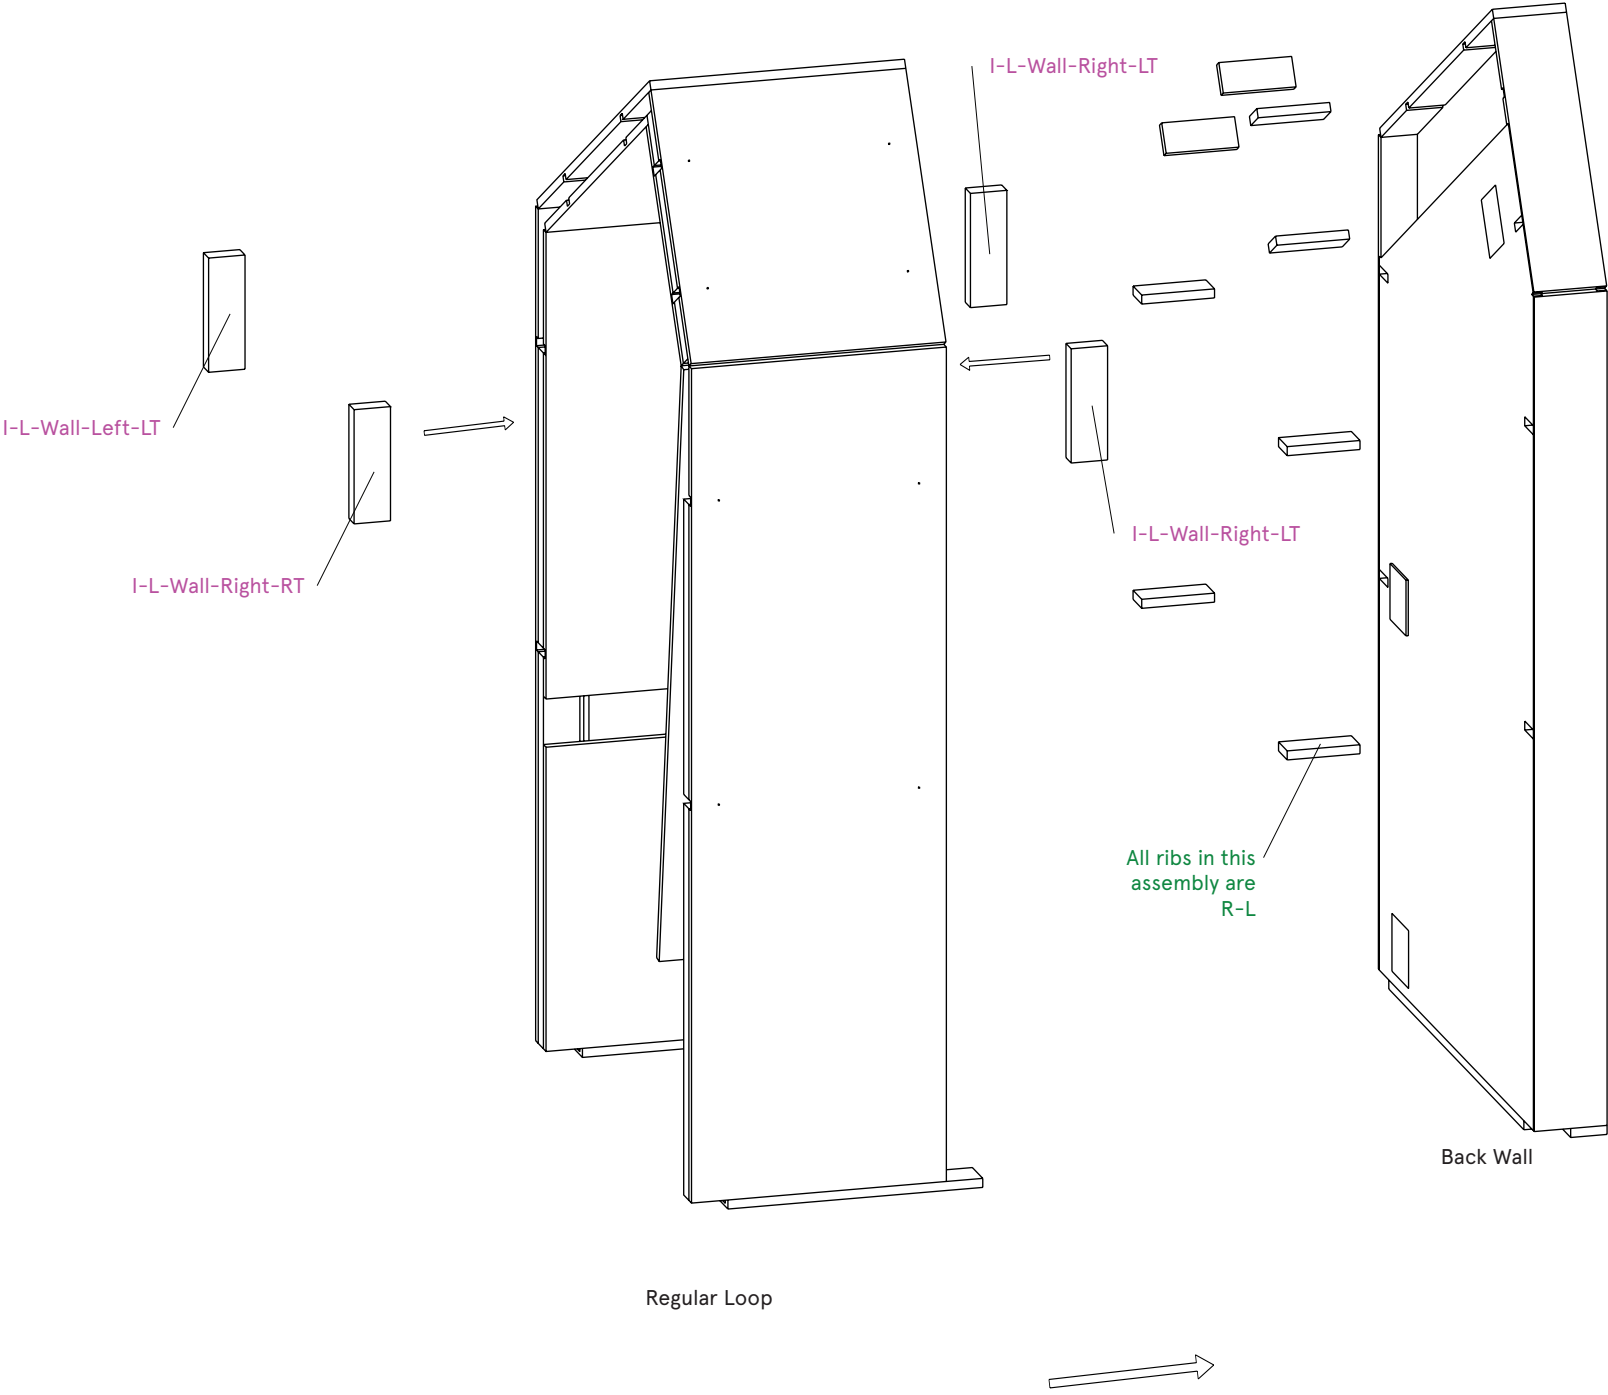 I-L-Wall-Right-LT
I-L-Wall-Left-LT
I-L-Wall-Right-LT
I-L-Wall-Right-RT
All ribs in this
assembly are
R-L
Back Wall
Regular Loop